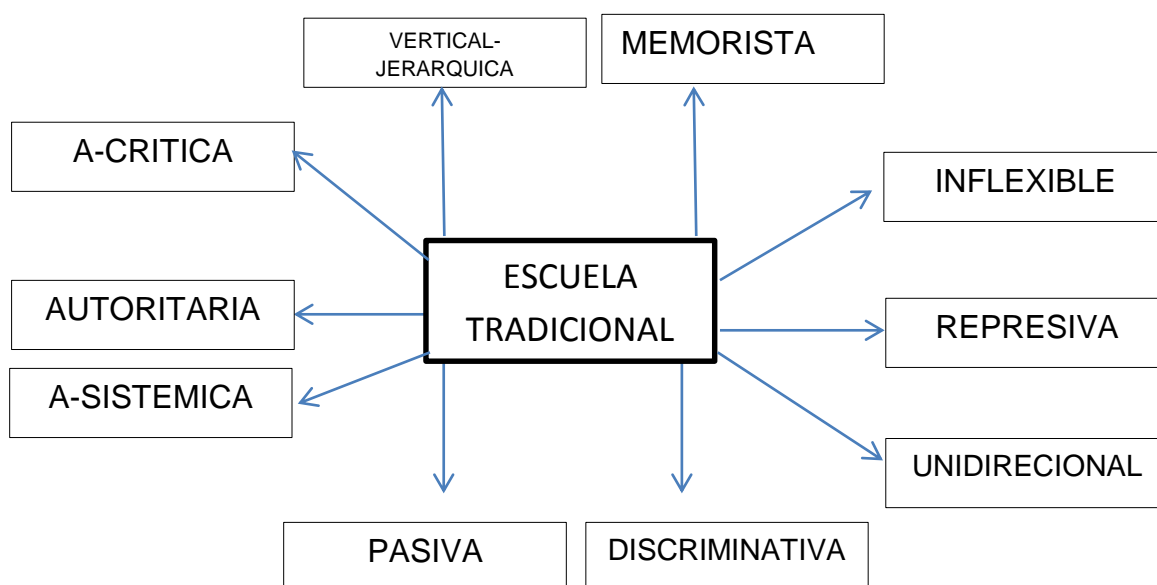 VERTICAL-
JERARQUICA
MEMORISTA
A-CRITICA
INFLEXIBLE
ESCUELA
TRADICIONAL
AUTORITARIA
REPRESIVA
A-SISTEMICA
UNIDIRECIONAL
PASIVA
DISCRIMINATIVA